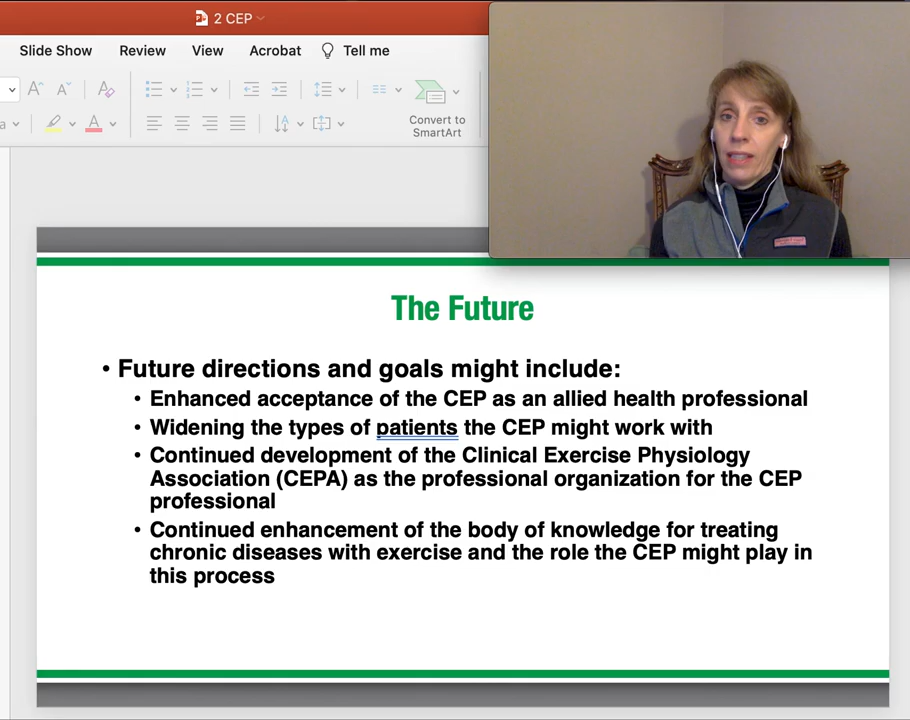 2 CEP
Slide Show Review View Acrobat Tell me
Convert to
SmartArt
The Future
• Future directions and goals might include:
• Enhanced acceptance of the CEP as an allied health professional
• Widening the types of patients the CEP might work with
• Continued development of the Clinical Exercise Physiology
Association (CEPA) as the professional organization for the CEP
professional
• Continued enhancement of the body of knowledge for treating
chronic diseases with exercise and the role the CEP might play in
this process